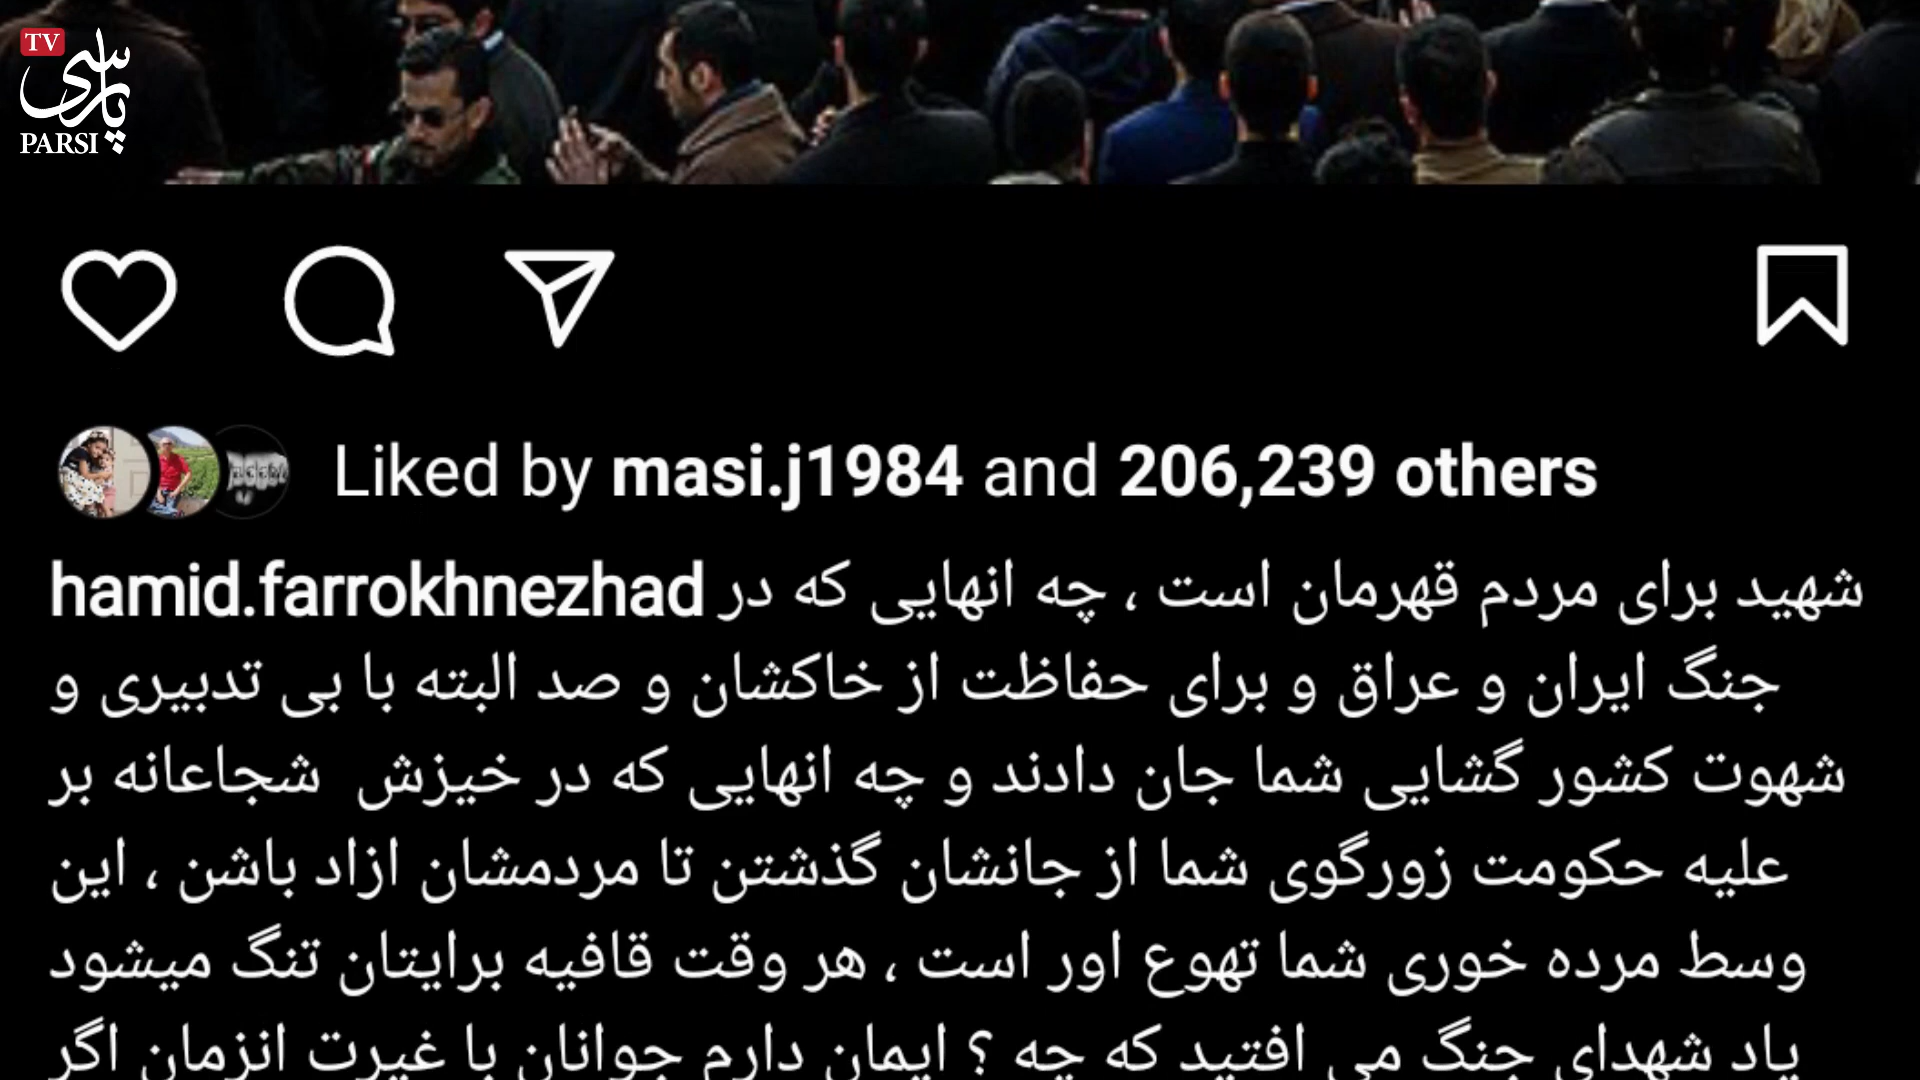 TV
پارسی
PARSI
Liked by masi.j1984 and 206,239 others
hamid.farrokhnezhad شهید برای مردم قهرمان است ، چه انهایی که در
جنگ ایران و عراق و برای حفاظت از خاکشان و صد البته با بی تدبیری و
شهوت کشور گشایی شما جان دادند و چه انهایی که در خیزش شجاعانه بر
علیه حکومت زورگوی شما از جانشان گذشتن تا مردمشان ازاد باشن ، این
وسط مرده خوری شما تهوع اور است ، هر وقت قافیه برایتان تنگ میشود
یاد شهدای جنگ می افتید که چه ؟ ایمان دارم جوانان با غیرت انزمان اگر